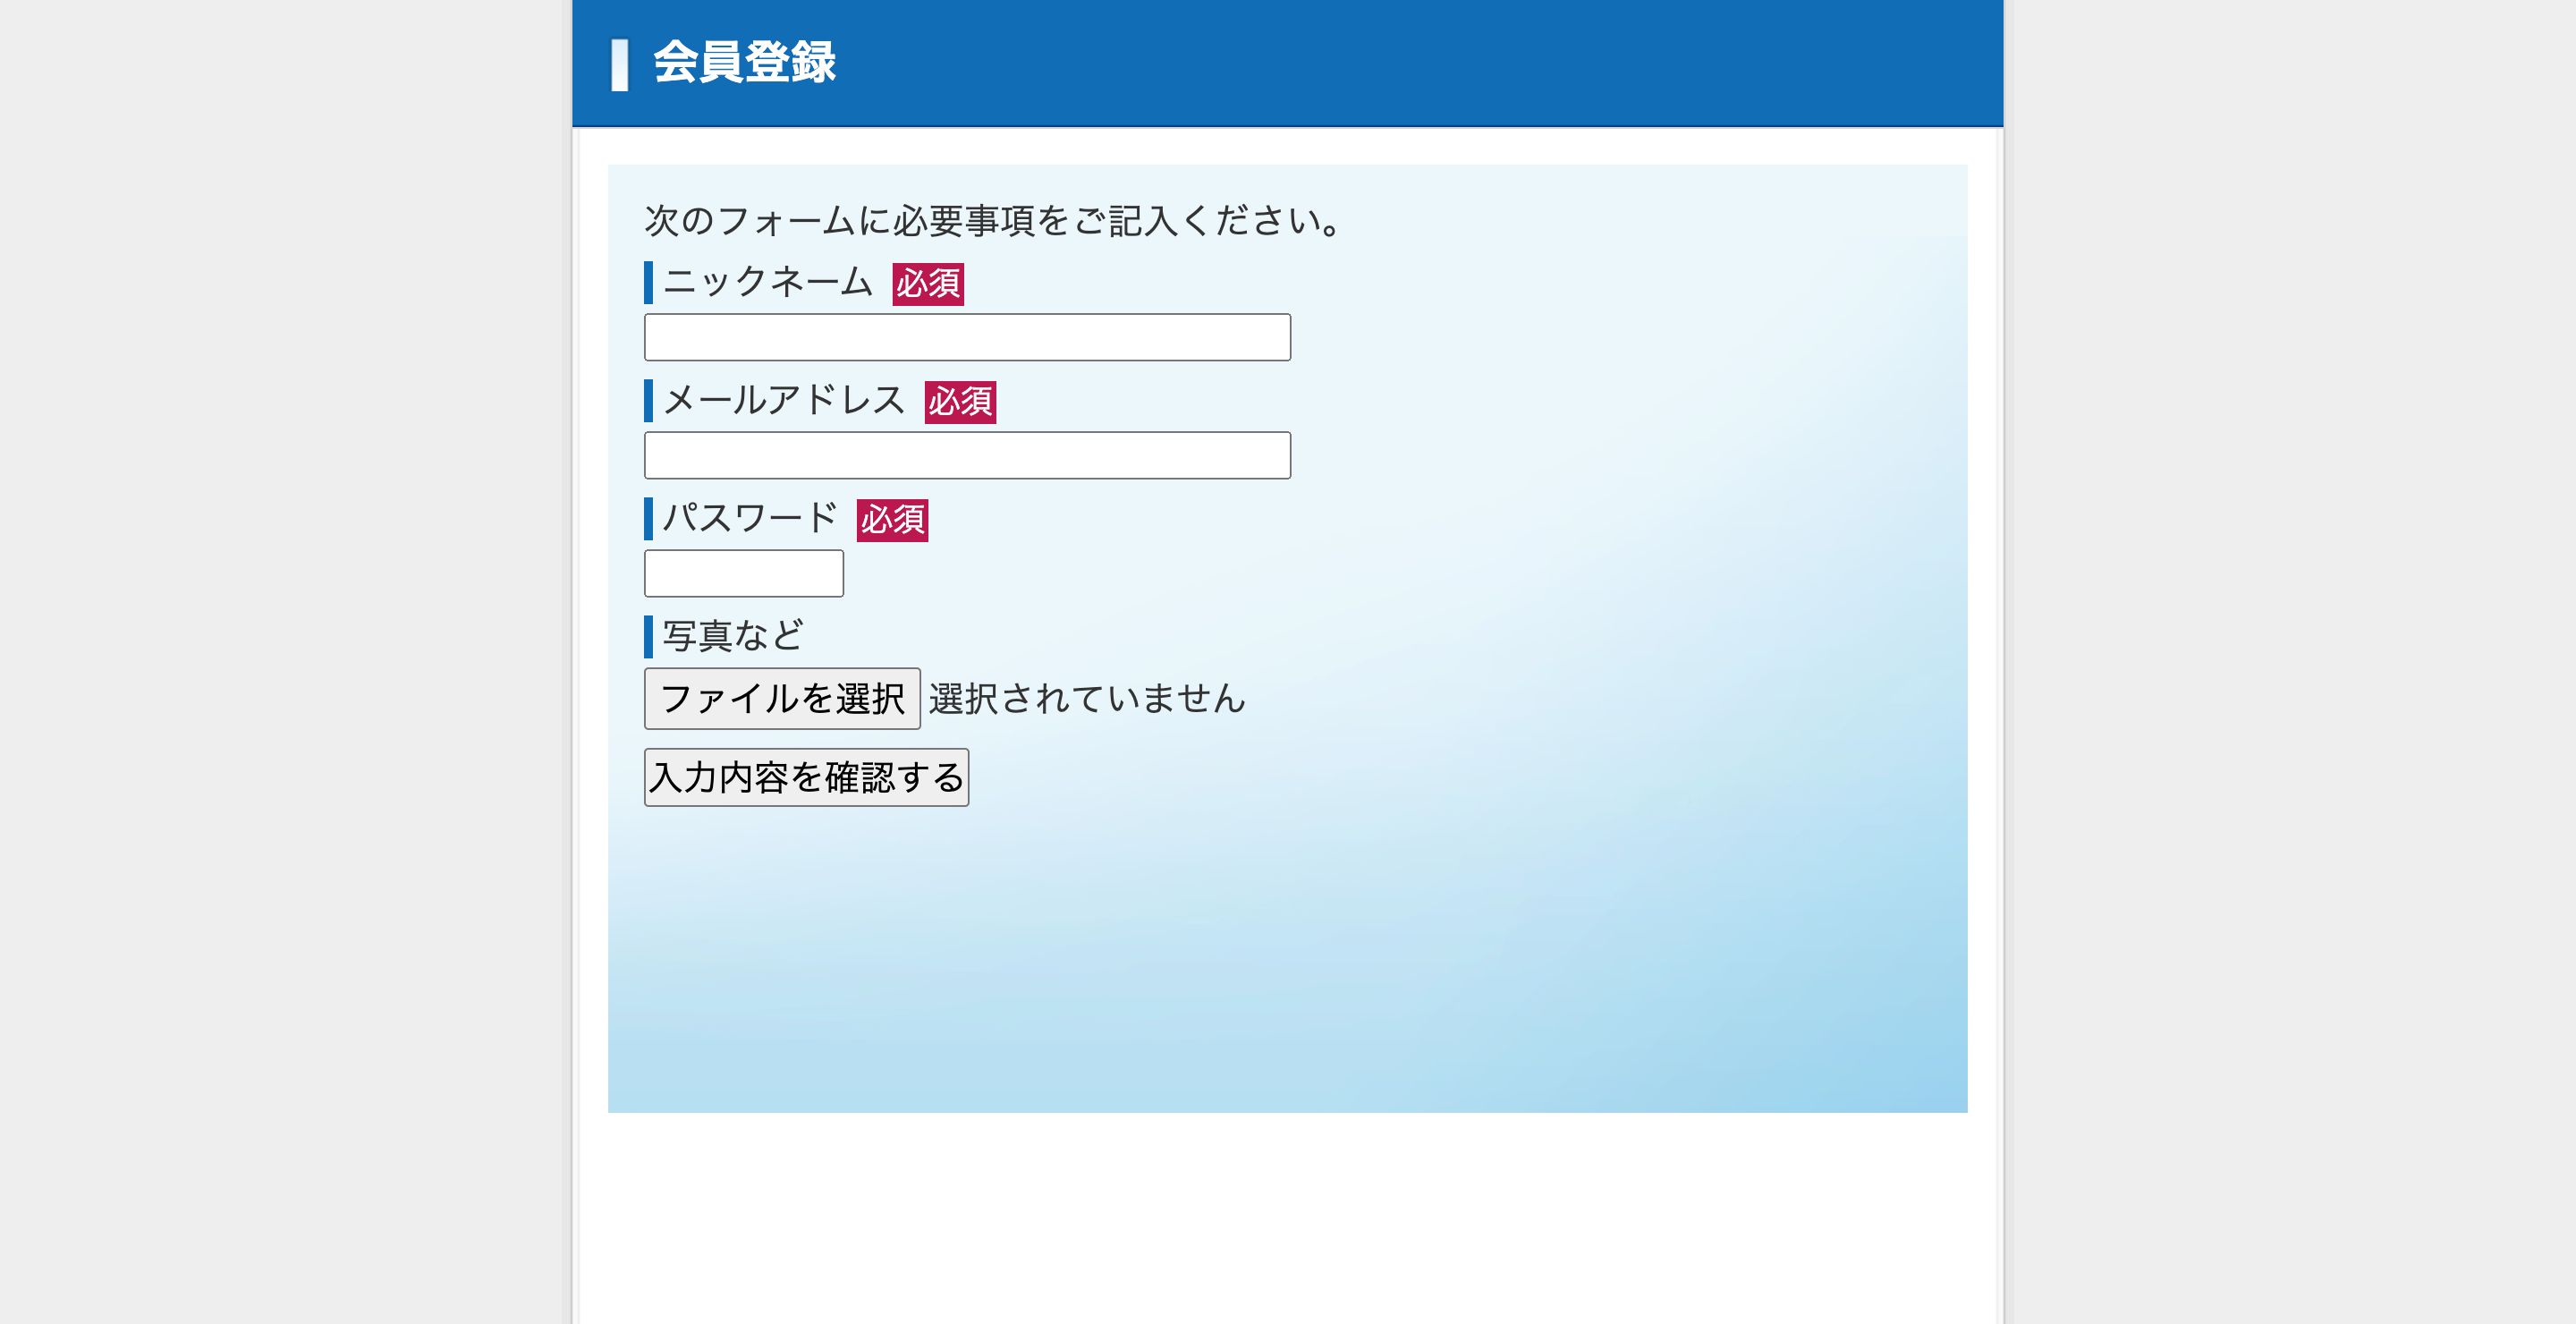 会員登録
次のフォームに必要事項をご記入ください。
ニックネーム 必須
メールアドレス 必須
パスワード 必須
写真など
ファイルを選択 選択されていません
入力内容を確認する